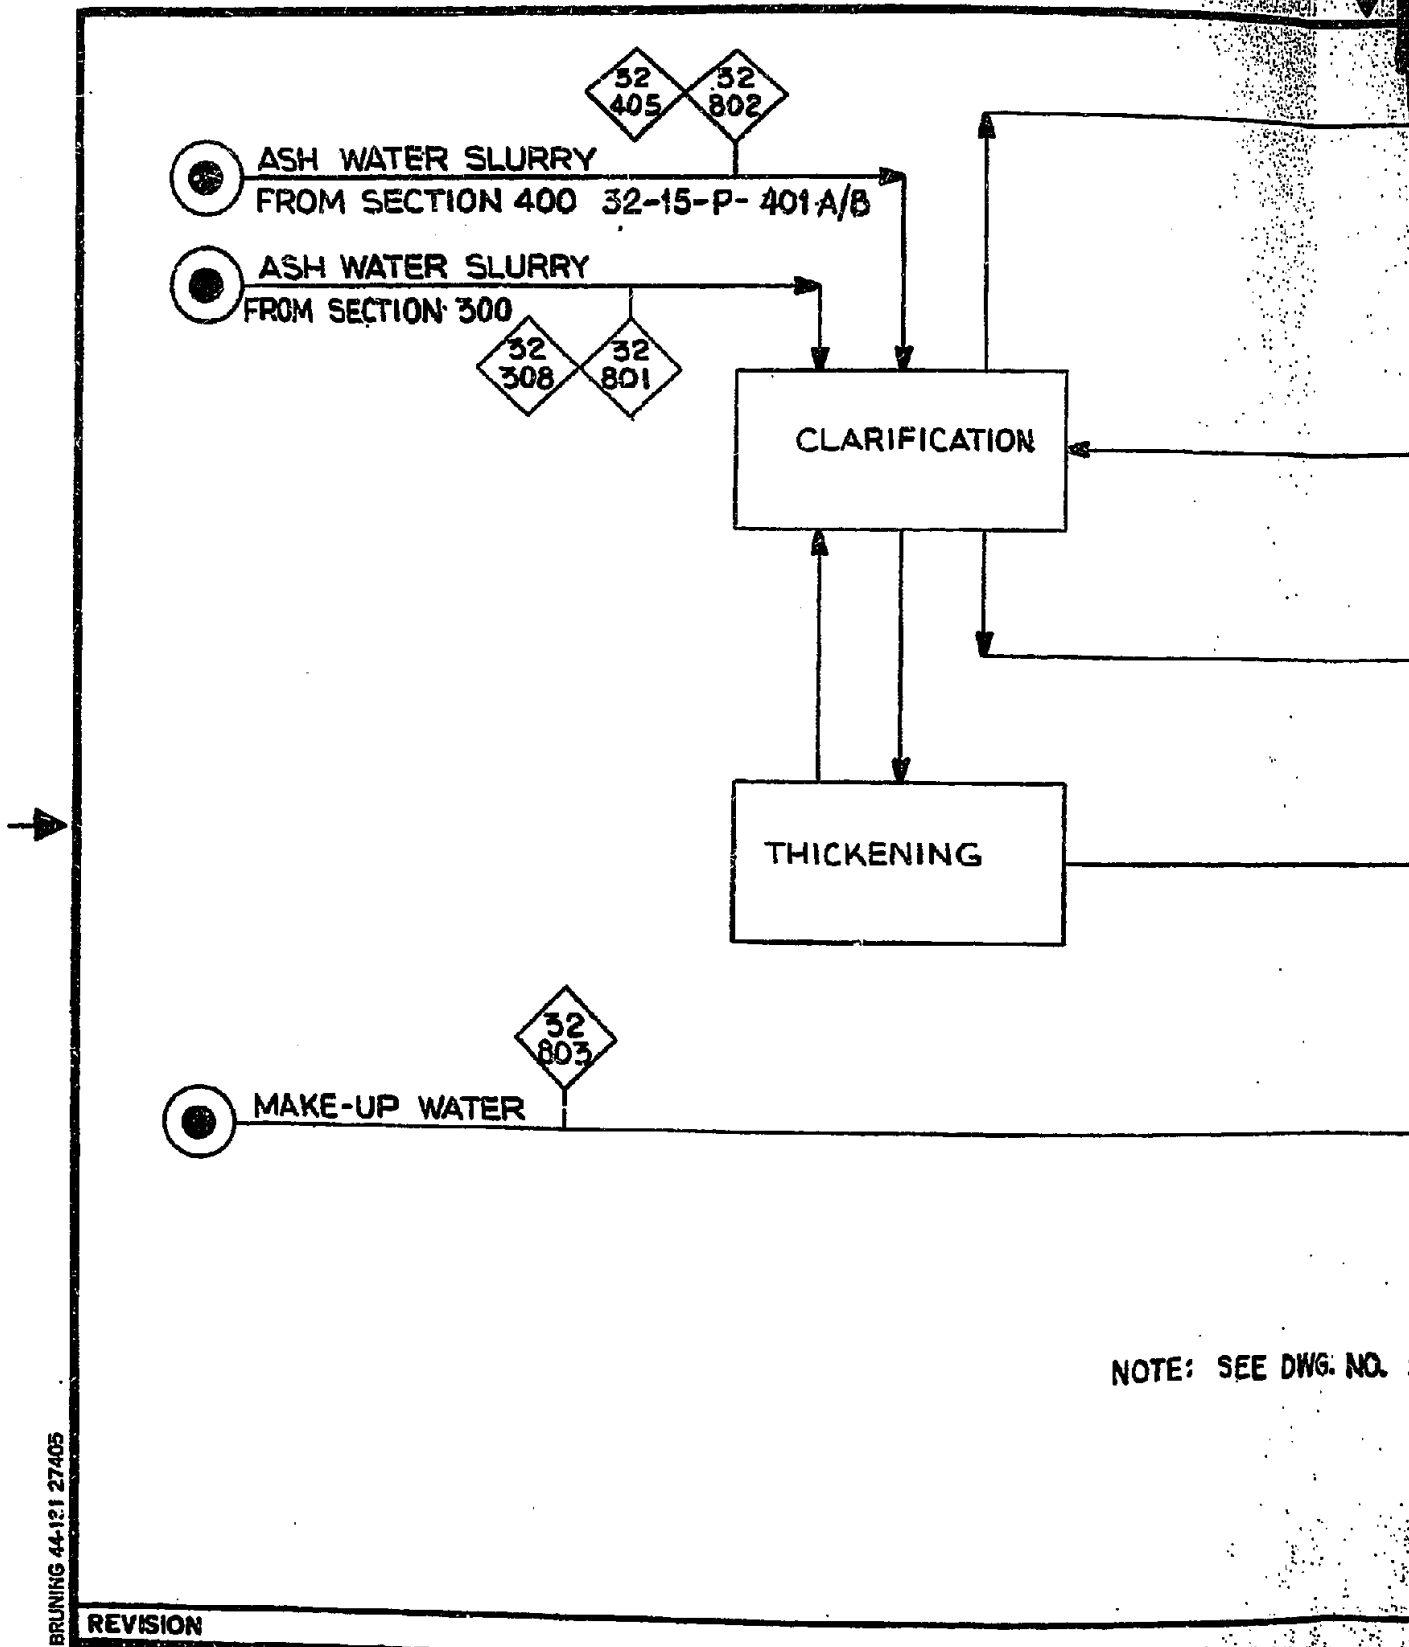 32
405
32
802
ASH WATER SLURRY
FROM SECTION 400 32-15-P-401 A/B
ASH WATER SLURRY
FROM SECTION 300
32
308
32
801
CLARIFICATION
THICKENING
32
803
MAKE-UP WATER
NOTE: SEE DWG. NO.
BRUNING 44-121 27405
REVISION